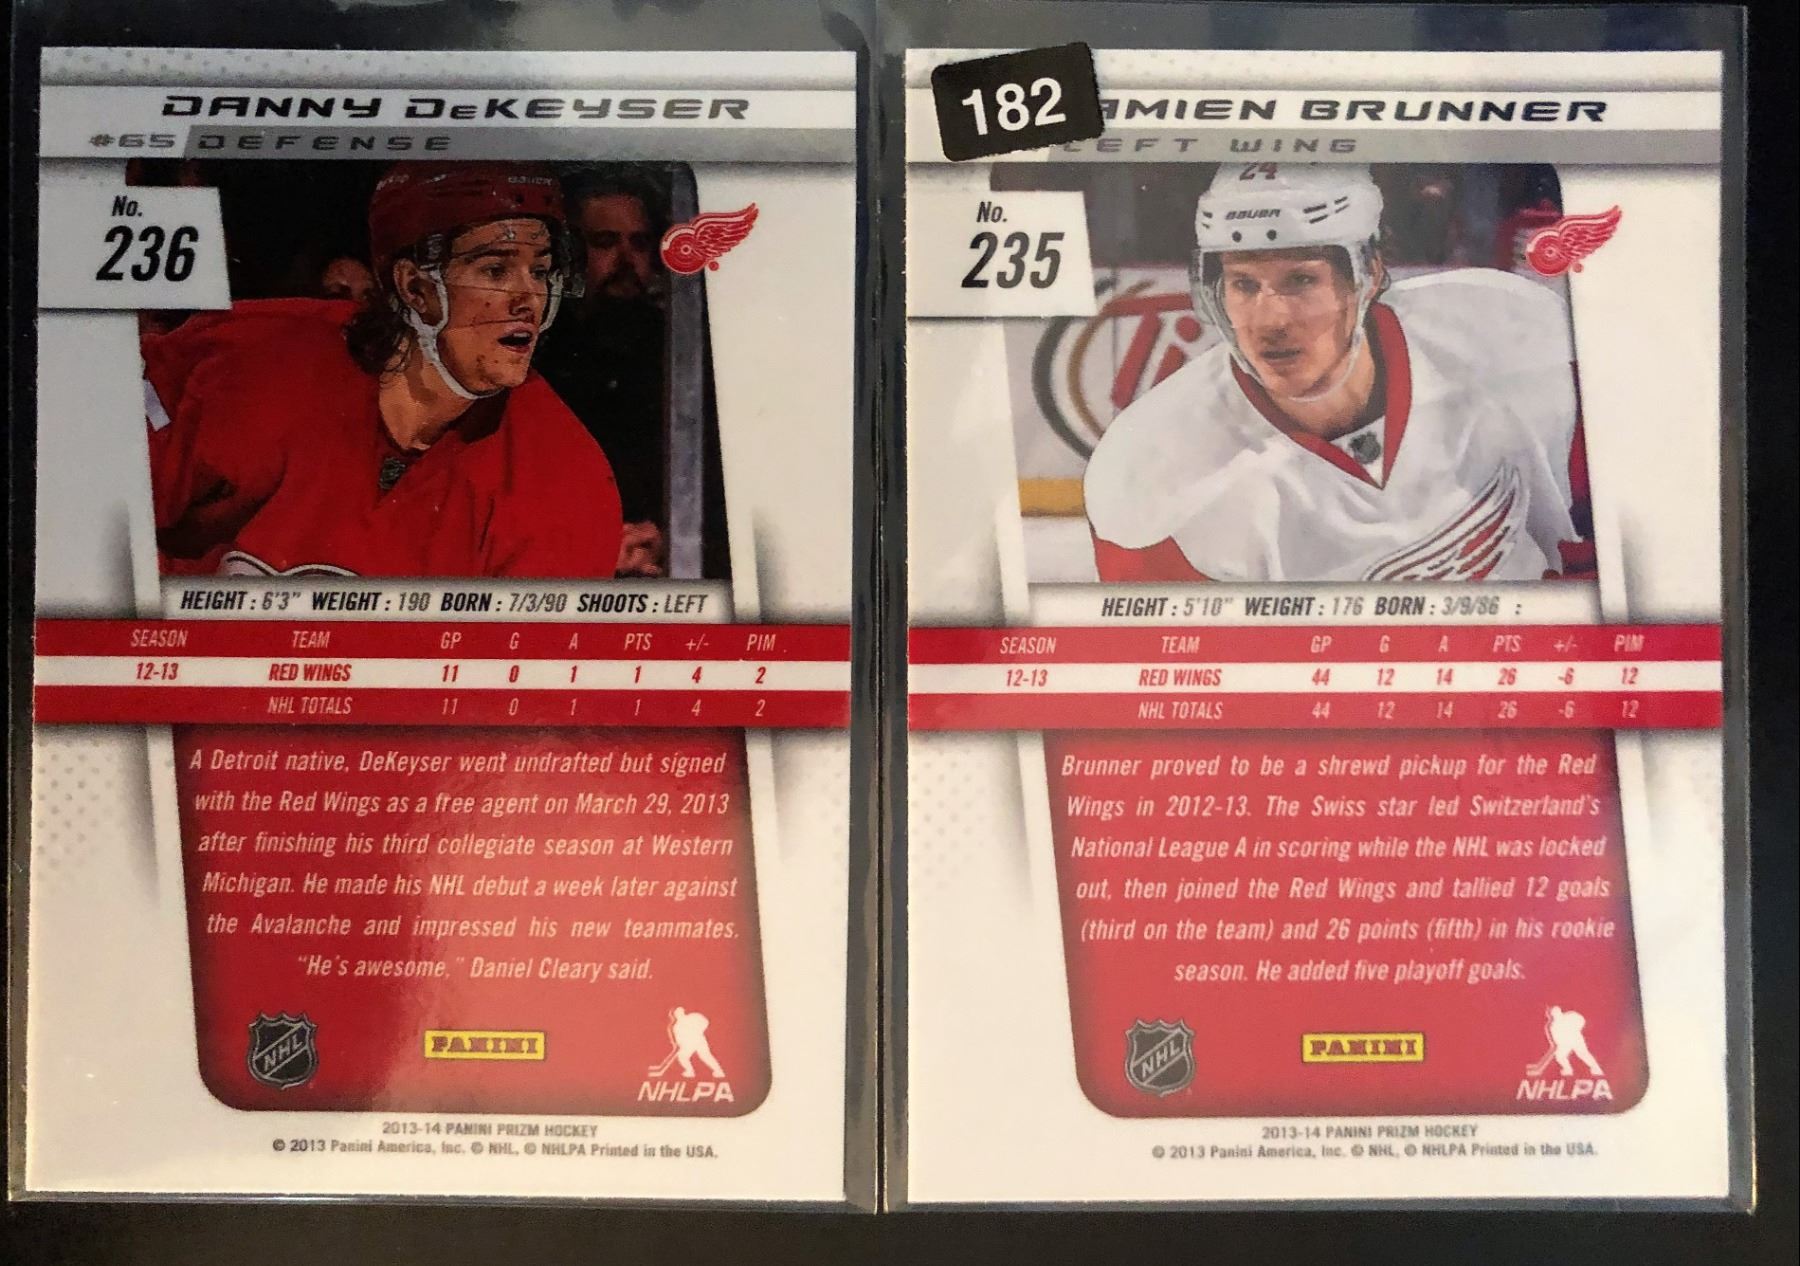 DANNY DeKEYSER
#65 DEFENSE
No.
236
BAUER
HEIGHT : 6'3" WEIGHT : 190 BORN : 7/3/90 SHOOTS : LEFT
SEASON TEAM GP G A PTS +/- PIM
12-13 RED WINGS 11 0 1 1 4 2
NHL TOTALS 11 0 1 1 4 2
A Detroit native, DeKeyser went undrafted but signed
with the Red Wings as a free agent on March 29, 2013
after finishing his third collegiate season at Western
Michigan. He made his NHL debut a week later against
the Avalanche and impressed his new teammates.
"He's awesome," Daniel Cleary said.
NHL
PANINI
NHLPA
2013-14 PANINI PRIZM HOCKEY
© 2013 Panini America, Inc. © NHL, © NHLPA Printed in the USA.
182
AMIEN BRUNNER
LEFT WING
No.
235
24
BAUER
HEIGHT : 5'10" WEIGHT : 176 BORN : 3/9/86 :
SEASON TEAM GP G A PTS +/- PIM
12-13 RED WINGS 44 12 14 26 -6 12
NHL TOTALS 44 12 14 26 -6 12
Brunner proved to be a shrewd pickup for the Red
Wings in 2012-13. The Swiss star led Switzerland's
National League A in scoring while the NHL was locked
out, then joined the Red Wings and tallied 12 goals
(third on the team) and 26 points (fifth) in his rookie
season. He added five playoff goals.
NHL
PANINI
NHLPA
2013-14 PANINI PRIZM HOCKEY
© 2013 Panini America, Inc. © NHL, © NHLPA Printed in the USA.